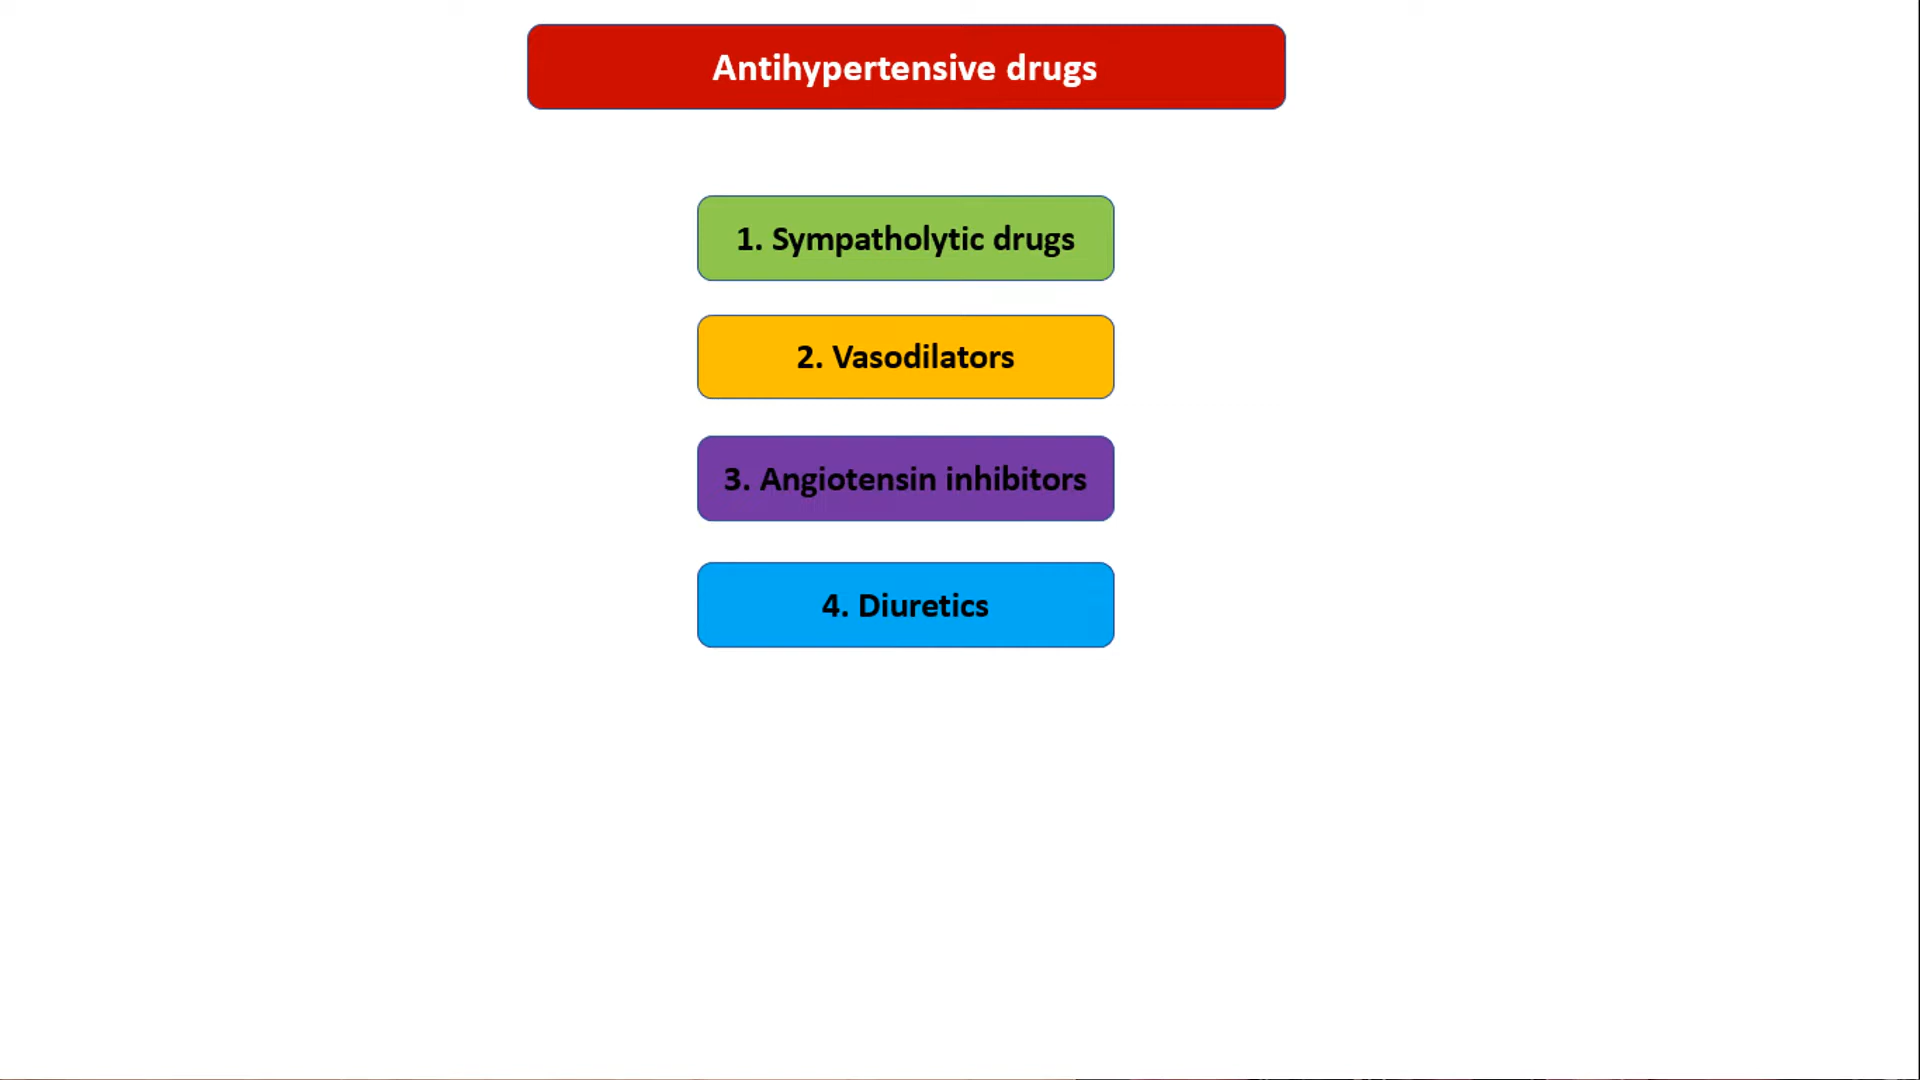 Antihypertensive drugs
1. Sympatholytic drugs
2. Vasodilators
3. Angiotensin inhibitors
4. Diuretics